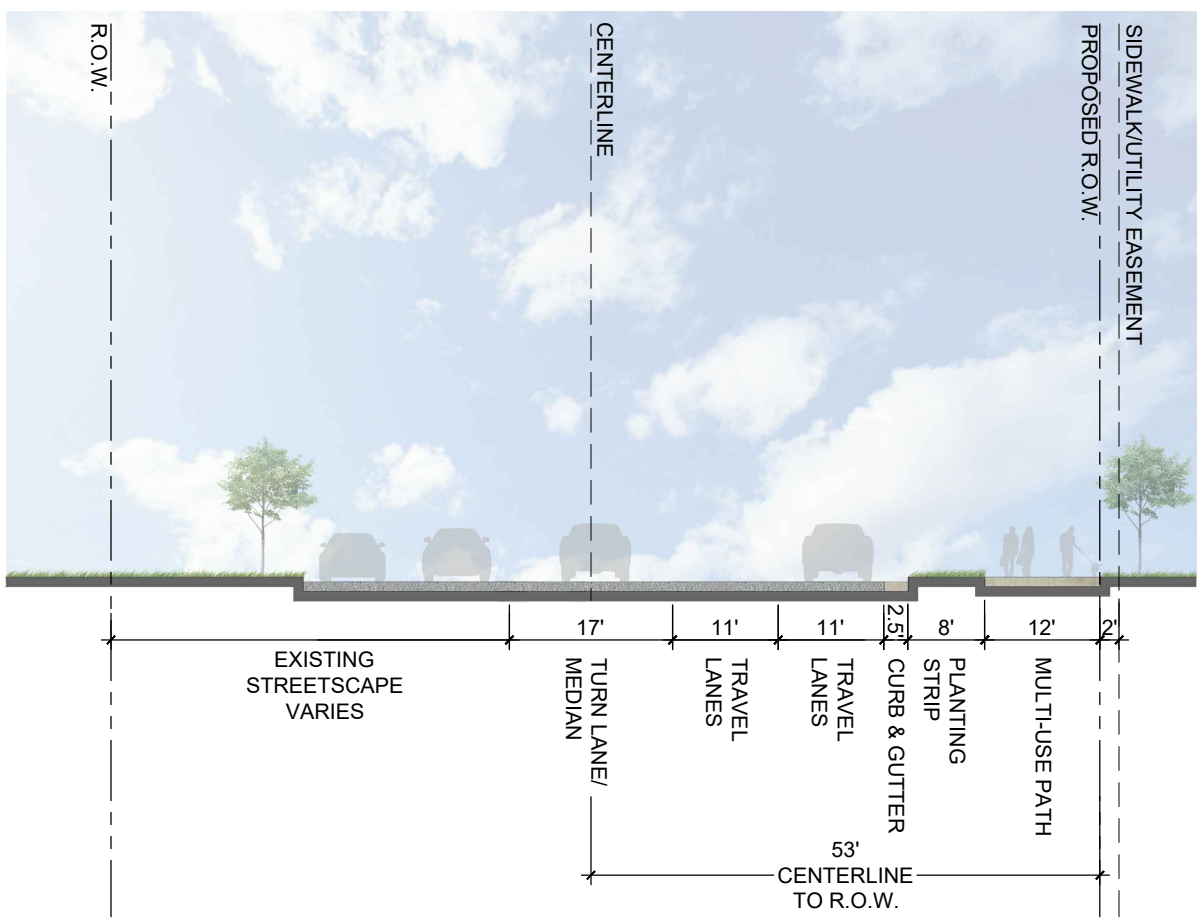 R.O.W.
CENTERLINE
PROPOSED R.O.W.
SIDEWALK/UTILITY EASEMENT
17'
11'
11'
2.5'
8'
12'
2'
EXISTING
STREETSCAPE
VARIES
TURN LANE/
MEDIAN
TRAVEL
LANES
TRAVEL
LANES
CURB & GUTTER
PLANTING
STRIP
MULTI-USE PATH
53'
CENTERLINE
TO R.O.W.